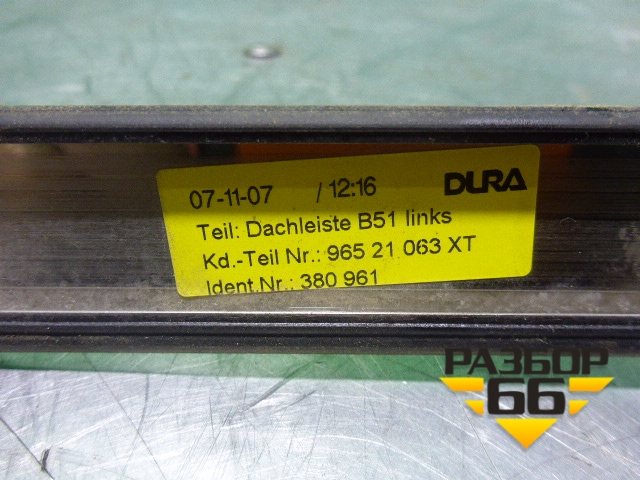 07-11-07 / 12:16 DURA
Teil: Dachleiste B51 links
Kd.-Teil Nr.: 965 21 063 XT
Ident.Nr.: 380 961
РАЗБОР
66